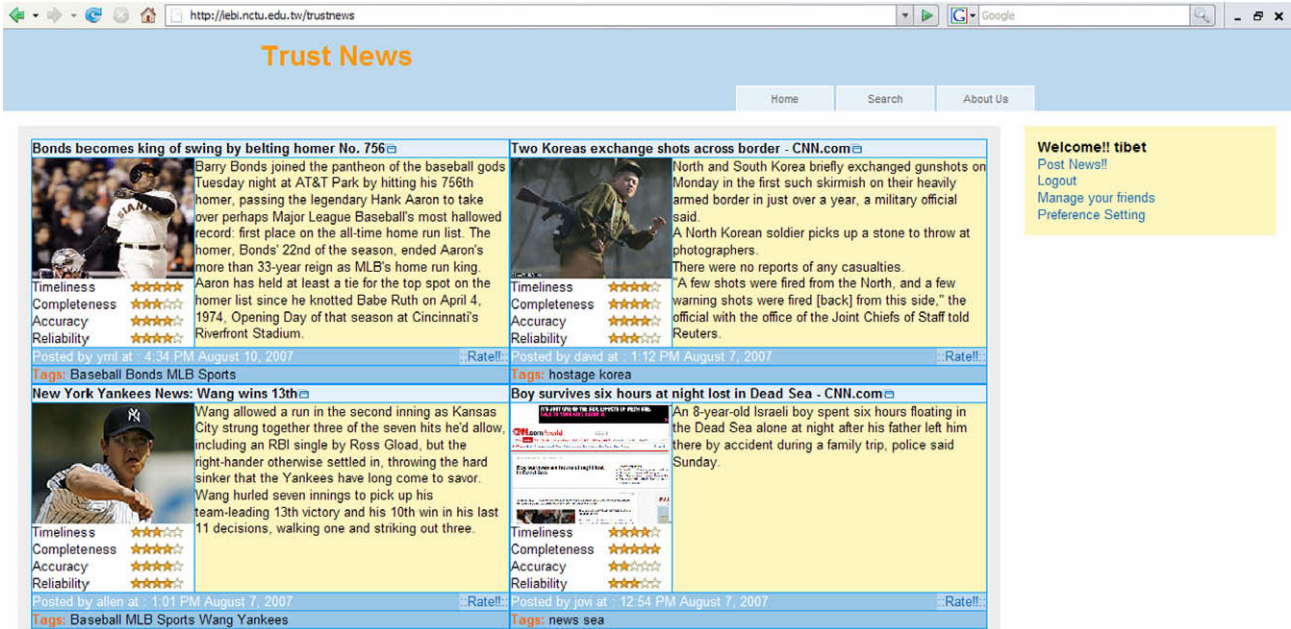 http://iebi.nctu.edu.tw/trustnews
Google
Trust News
Home
Search
About Us
Bonds becomes king of swing by belting homer No. 756
Barry Bonds joined the pantheon of the baseball gods
Tuesday night at AT&T Park by hitting his 756th
homer, passing the legendary Hank Aaron to take
over perhaps Major League Baseball's most hallowed
record: first place on the all-time home run list. The
homer, Bonds' 22nd of the season, ended Aaron's
more than 33-year reign as MLB's home run king.
Aaron has held at least a tie for the top spot on the
homer list since he knotted Babe Ruth on April 4,
1974, Opening Day of that season at Cincinnati's
Riverfront Stadium.
Timeliness
Completeness
Accuracy
Reliability
Posted by yml at : 4:34 PM August 10, 2007
::Rate!!::
Tags: Baseball Bonds MLB Sports
Two Koreas exchange shots across border - CNN.com
North and South Korea briefly exchanged gunshots on
Monday in the first such skirmish on their heavily
armed border in just over a year, a military official
said.
A North Korean soldier picks up a stone to throw at
photographers.
There were no reports of any casualties.
"A few shots were fired from the North, and a few
warning shots were fired [back] from this side," the
official with the office of the Joint Chiefs of Staff told
Reuters.
Timeliness
Completeness
Accuracy
Reliability
Posted by david at : 1:12 PM August 7, 2007
::Rate!!::
Tags: hostage korea
New York Yankees News: Wang wins 13th
Wang allowed a run in the second inning as Kansas
City strung together three of the seven hits he'd allow,
including an RBI single by Ross Gload, but the
right-hander otherwise settled in, throwing the hard
sinker that the Yankees have long come to savor.
Wang hurled seven innings to pick up his
team-leading 13th victory and his 10th win in his last
11 decisions, walking one and striking out three.
Timeliness
Completeness
Accuracy
Reliability
Posted by allen at : 1:01 PM August 7, 2007
::Rate!!::
Tags: Baseball MLB Sports Wang Yankees
Boy survives six hours at night lost in Dead Sea - CNN.com
An 8-year-old Israeli boy spent six hours floating in
the Dead Sea alone at night after his father left him
there by accident during a family trip, police said
Sunday.
Timeliness
Completeness
Accuracy
Reliability
Posted by jovi at : 12:54 PM August 7, 2007
::Rate!!::
Tags: news sea
Welcome!! tibet
Post News!!
Logout
Manage your friends
Preference Setting